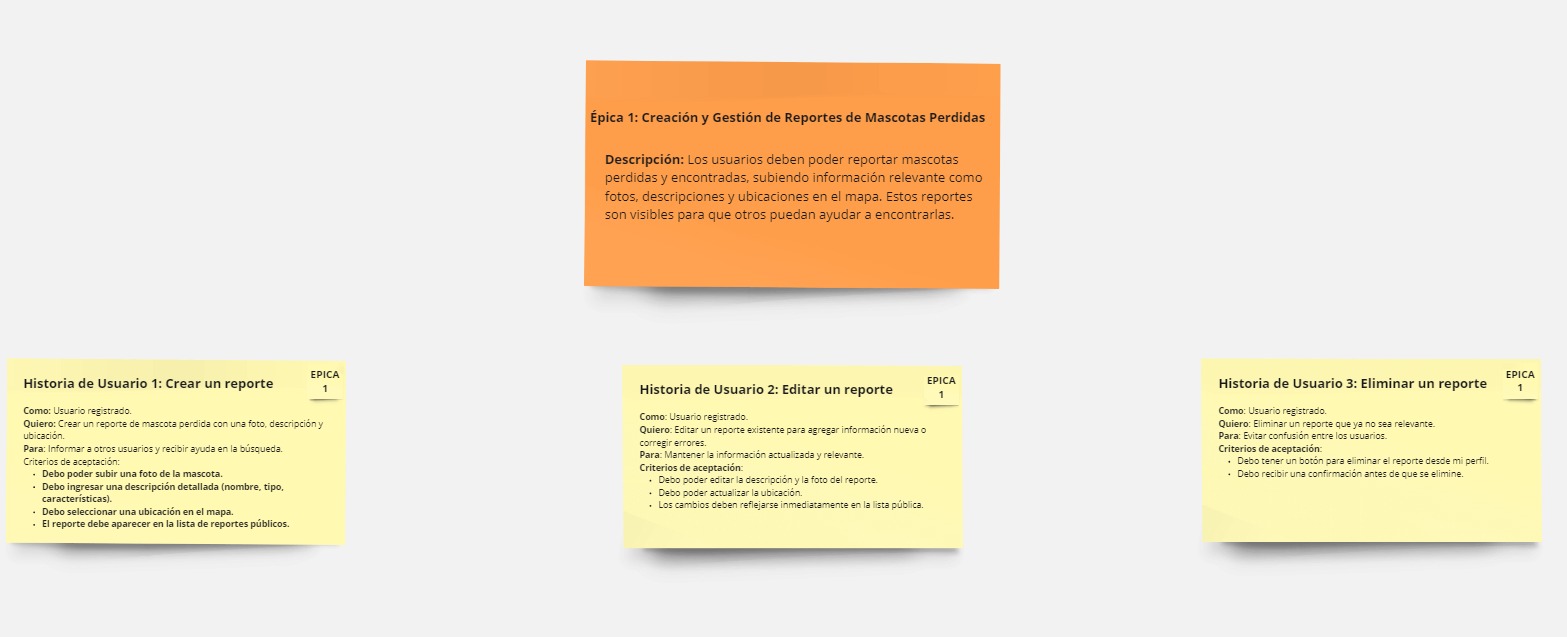 Épica 1: Creación y Gestión de Reportes de Mascotas Perdidas
Descripción: Los usuarios deben poder reportar mascotas
perdidas y encontradas, subiendo información relevante como
fotos, descripciones y ubicaciones en el mapa. Estos reportes
son visibles para que otros puedan ayudar a encontrarlas.
Historia de Usuario 1: Crear un reporte
EPICA
1
Como: Usuario registrado.
Quiero: Crear un reporte de mascota perdida con una foto, descripción y
ubicación.
Para: Informar a otros usuarios y recibir ayuda en la búsqueda.
Criterios de aceptación:
• Debo poder subir una foto de la mascota.
• Debo ingresar una descripción detallada (nombre, tipo,
características).
• Debo seleccionar una ubicación en el mapa.
• El reporte debe aparecer en la lista de reportes públicos.
Historia de Usuario 2: Editar un reporte
EPICA
1
Como: Usuario registrado.
Quiero: Editar un reporte existente para agregar información nueva o
corregir errores.
Para: Mantener la información actualizada y relevante.
Criterios de aceptación:
• Debo poder editar la descripción y la foto del reporte.
• Debo poder actualizar la ubicación.
• Los cambios deben reflejarse inmediatamente en la lista pública.
Historia de Usuario 3: Eliminar un reporte
EPICA
1
Como: Usuario registrado.
Quiero: Eliminar un reporte que ya no sea relevante.
Para: Evitar confusión entre los usuarios.
Criterios de aceptación:
• Debo tener un botón para eliminar el reporte desde mi perfil.
• Debo recibir una confirmación antes de que se elimine.